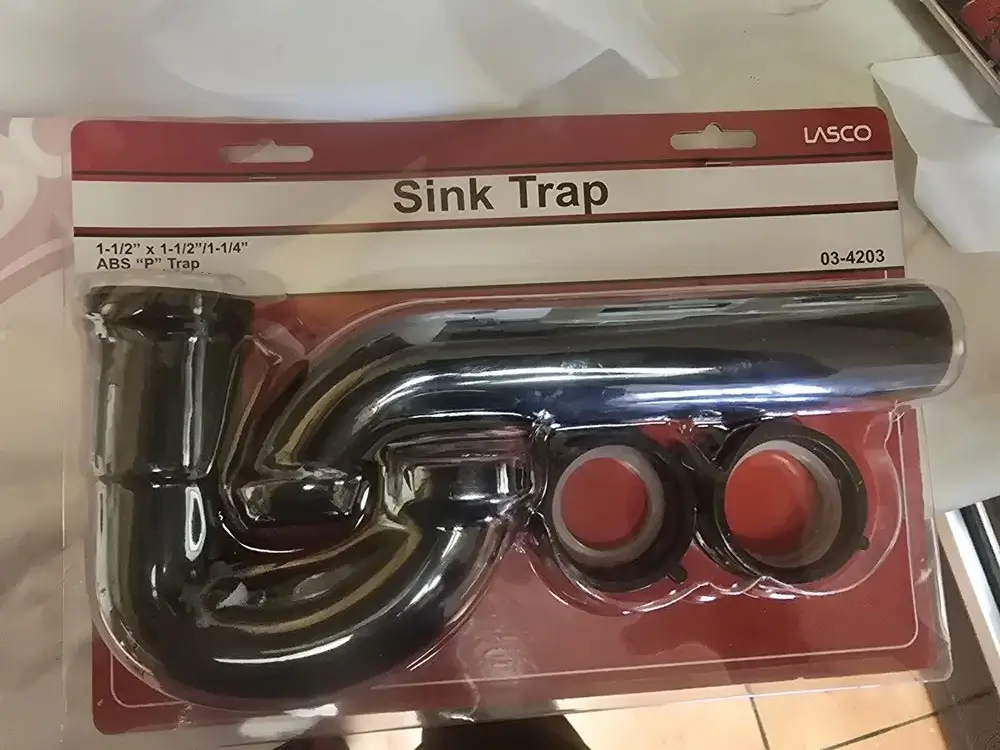 LASCO
Sink Trap
1-1/2" x 1-1/2"/1-1/4"
ABS "P" Trap
03-4203